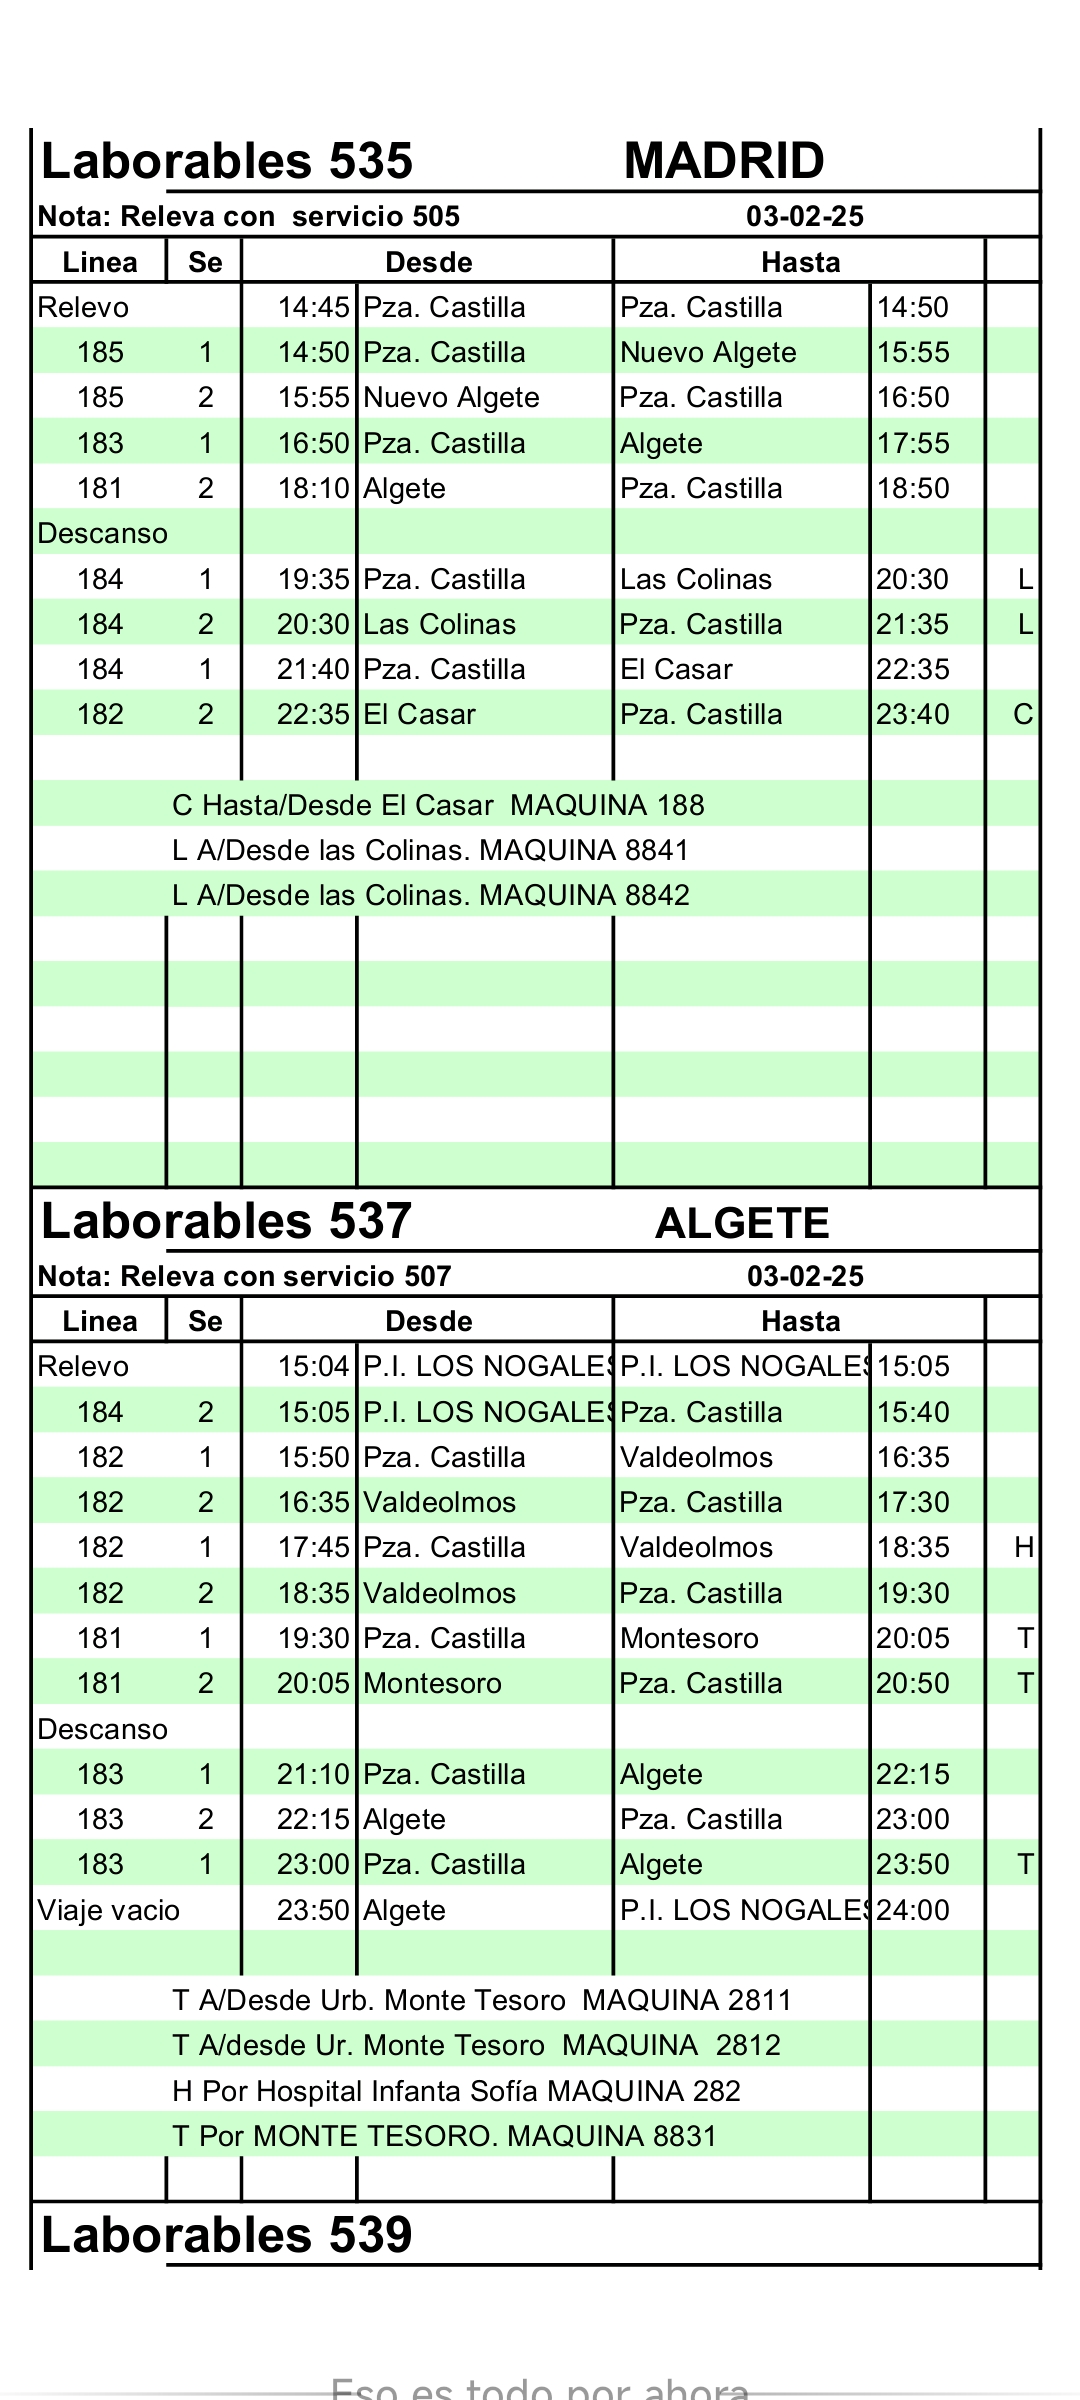 Laborables 535 MADRID
Nota: Releva con  servicio 505 03-02-25
Linea Se Desde Hasta
Relevo 14:45 Pza. Castilla Pza. Castilla 14:50
185 1 14:50 Pza. Castilla Nuevo Algete 15:55
185 2 15:55 Nuevo Algete Pza. Castilla 16:50
183 1 16:50 Pza. Castilla Algete 17:55
181 2 18:10 Algete Pza. Castilla 18:50
Descanso
184 1 19:35 Pza. Castilla Las Colinas 20:30 L
184 2 20:30 Las Colinas Pza. Castilla 21:35 L
184 1 21:40 Pza. Castilla El Casar 22:35
182 2 22:35 El Casar Pza. Castilla 23:40 C
C Hasta/Desde El Casar  MAQUINA 188
L A/Desde las Colinas. MAQUINA 8841
L A/Desde las Colinas. MAQUINA 8842
Laborables 537 ALGETE
Nota: Releva con servicio 507 03-02-25
Linea Se Desde Hasta
Relevo 15:04 P.I. LOS NOGALES P.I. LOS NOGALES 15:05
184 2 15:05 P.I. LOS NOGALES Pza. Castilla 15:40
182 1 15:50 Pza. Castilla Valdeolmos 16:35
182 2 16:35 Valdeolmos Pza. Castilla 17:30
182 1 17:45 Pza. Castilla Valdeolmos 18:35 H
182 2 18:35 Valdeolmos Pza. Castilla 19:30
181 1 19:30 Pza. Castilla Montesoro 20:05 T
181 2 20:05 Montesoro Pza. Castilla 20:50 T
Descanso
183 1 21:10 Pza. Castilla Algete 22:15
183 2 22:15 Algete Pza. Castilla 23:00
183 1 23:00 Pza. Castilla Algete 23:50 T
Viaje vacio 23:50 Algete P.I. LOS NOGALES 24:00
T A/Desde Urb. Monte Tesoro  MAQUINA 2811
T A/desde Ur. Monte Tesoro  MAQUINA  2812
H Por Hospital Infanta Sofía MAQUINA 282
T Por MONTE TESORO. MAQUINA 8831
Laborables 539
Eso es todo por ahora